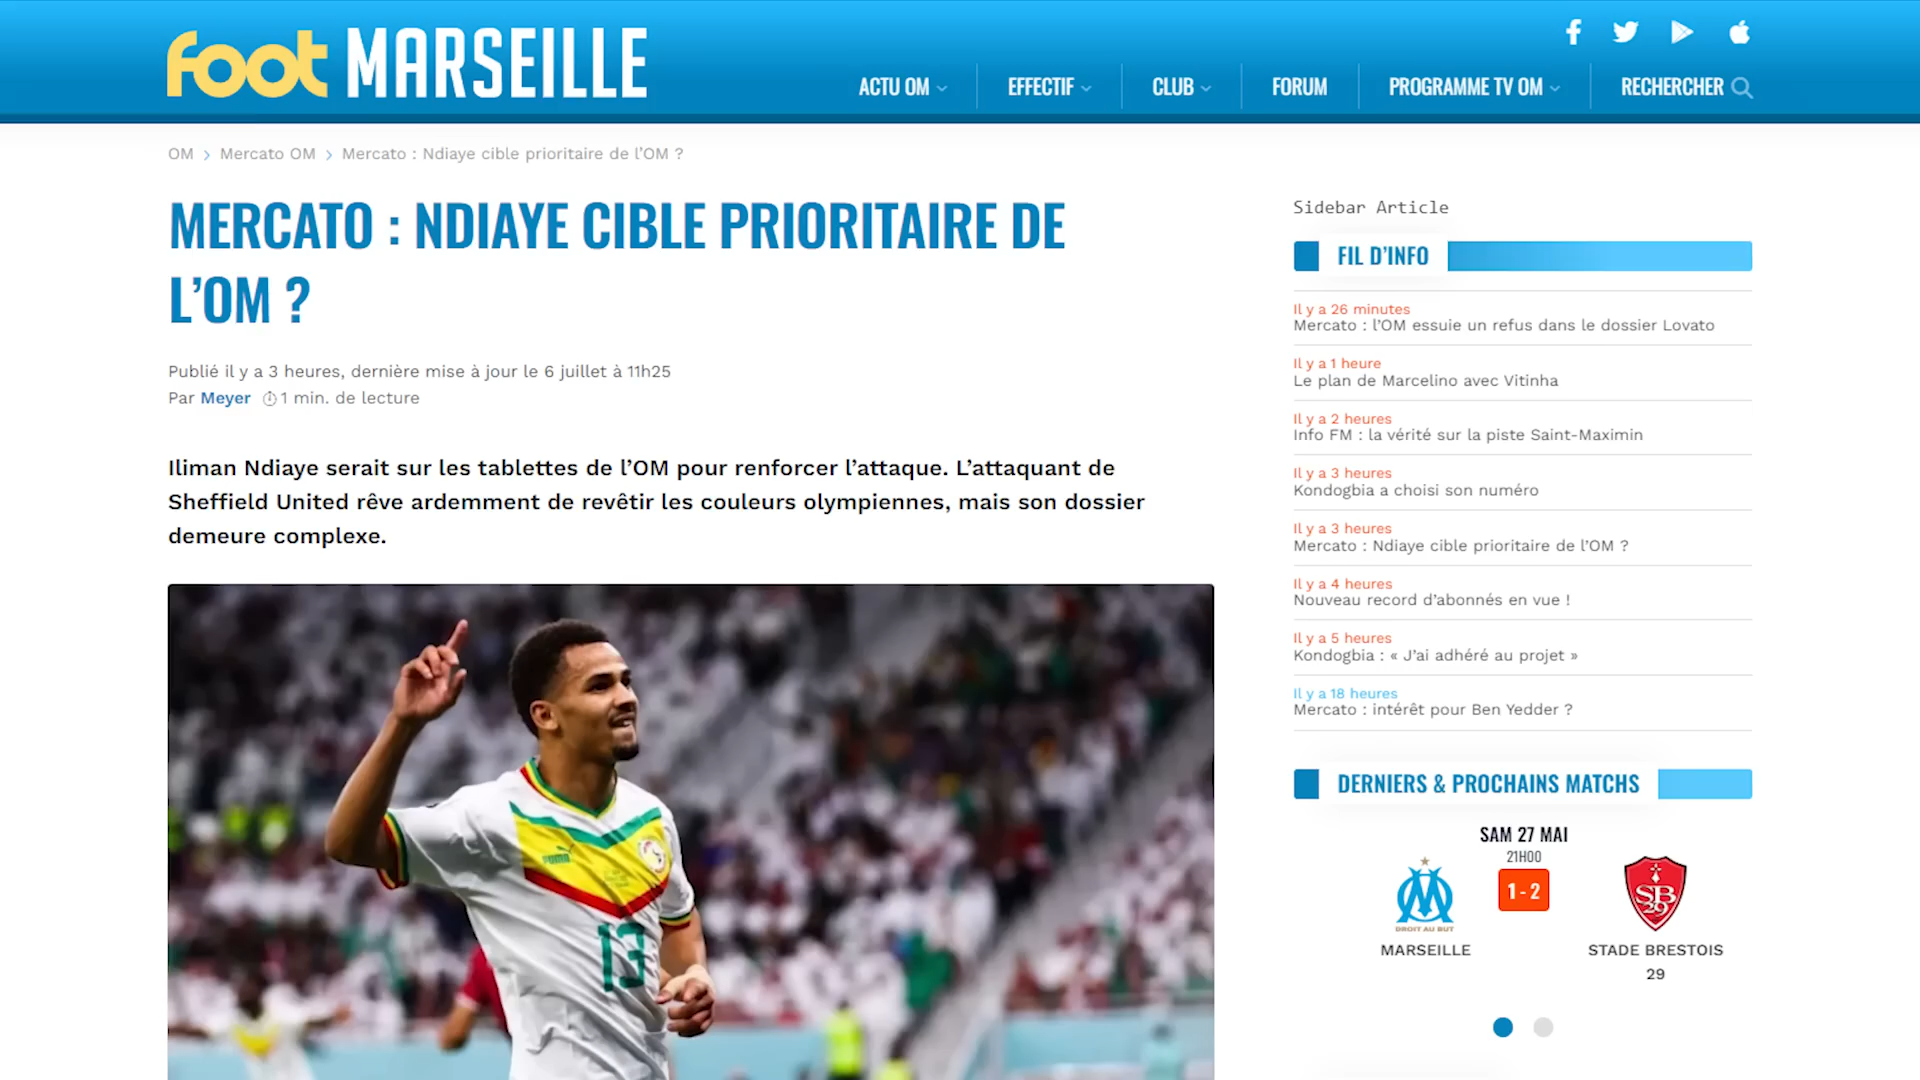 foot MARSEILLE
ACTU OM
EFFECTIF
CLUB
FORUM
PROGRAMME TV OM
RECHERCHER
OM > Mercato OM > Mercato : Ndiaye cible prioritaire de l’OM ?
MERCATO : NDIAYE CIBLE PRIORITAIRE DE
L’OM ?
Publié il y a 3 heures, dernière mise à jour le 6 juillet à 11h25
Par Meyer 1 min. de lecture
Iliman Ndiaye serait sur les tablettes de l’OM pour renforcer l’attaque. L’attaquant de
Sheffield United rêve ardemment de revêtir les couleurs olympiennes, mais son dossier
demeure complexe.
PUMA
13
Sidebar Article
FIL D’INFO
Il y a 26 minutes
Mercato : l’OM essuie un refus dans le dossier Lovato
Il y a 1 heure
Le plan de Marcelino avec Vitinha
Il y a 2 heures
Info FM : la vérité sur la piste Saint-Maximin
Il y a 3 heures
Kondogbia a choisi son numéro
Il y a 3 heures
Mercato : Ndiaye cible prioritaire de l’OM ?
Il y a 4 heures
Nouveau record d’abonnés en vue !
Il y a 5 heures
Kondogbia : « J’ai adhéré au projet »
Il y a 18 heures
Mercato : intérêt pour Ben Yedder ?
DERNIERS & PROCHAINS MATCHS
SAM 27 MAI
21H00
1 - 2
DROIT AU BUT
SB
29
MARSEILLE
STADE BRESTOIS
29